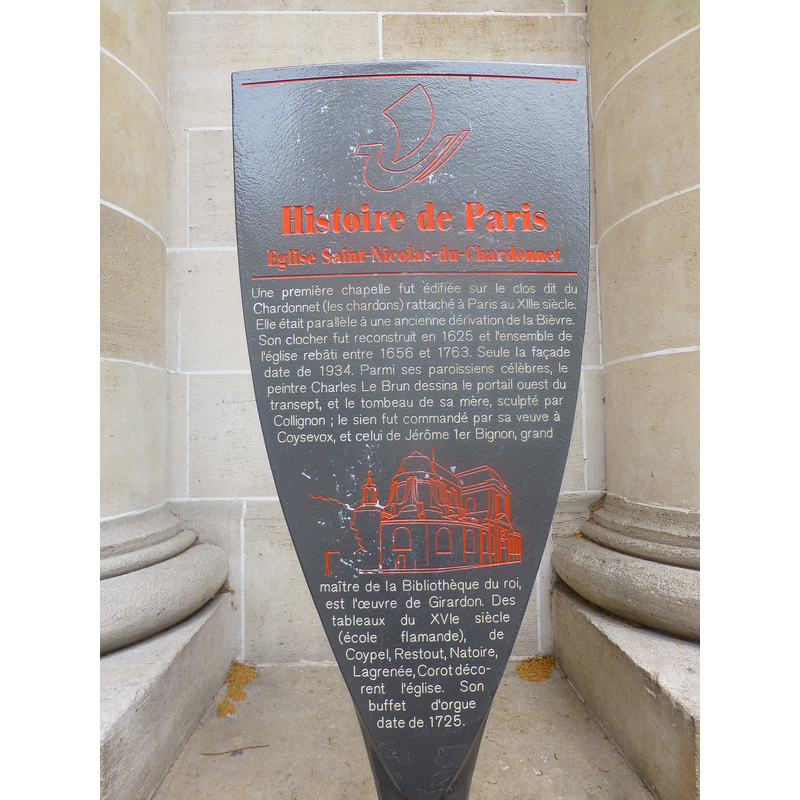 Histoire de Paris
Eglise Saint-Nicolas-du-Chardonnet
Une première chapelle fut édifiée sur le clos dit du
Chardonnet (les chardons) rattaché à Paris au XIIIe siècle.
Elle était parallèle à une ancienne dérivation de la Bièvre.
Son clocher fut reconstruit en 1625 et l'ensemble de
l'église rebâti entre 1656 et 1763. Seule la façade
date de 1934. Parmi ses paroissiens célèbres, le
peintre Charles Le Brun dessina le portail ouest du
transept, et le tombeau de sa mère, sculpté par
Collignon ; le sien fut commandé par sa veuve à
Coysevox, et celui de Jérôme 1er Bignon, grand
maître de la Bibliothèque du roi,
est l'œuvre de Girardon. Des
tableaux du XVIe siècle
(école flamande), de
Coypel, Restout, Natoire,
Lagrenée, Corot déco-
rent l'église. Son
buffet d'orgue
date de 1725.